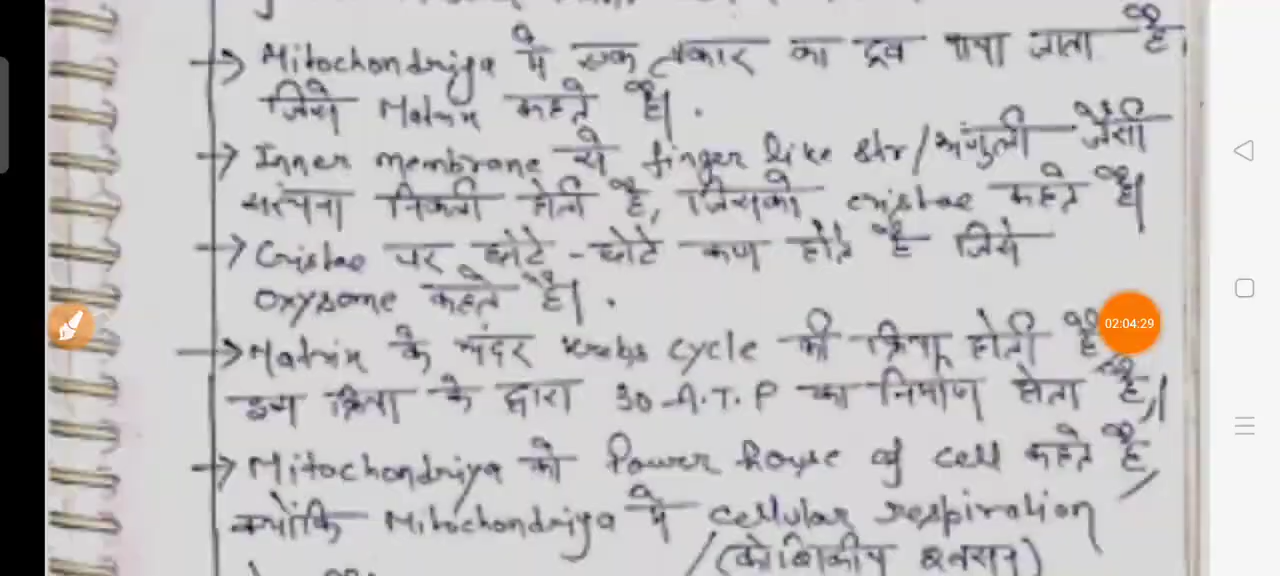 → Mitochondriya में एक प्रकार का द्रव पाया जाता है,
जिसे Matrix कहते है।.
→ Inner membrane से finger like str/अंगुली जैसी
संरचना निकली होती है, जिसको cristae कहते है।
→ Cristae पर छोटे-छोटे कण होते है जिसे
oxysome कहते है।.
→ Matrix के अंदर krebs cycle की क्रिया होती है
इस क्रिया के द्वारा 30-A.T.P का निर्माण होता है,।
→ Mitochondriya को Power house of cell कहते है,
क्योंकि Mitochondriya में cellular respiration
/(कोशिकीय श्वसन)
02:04:29